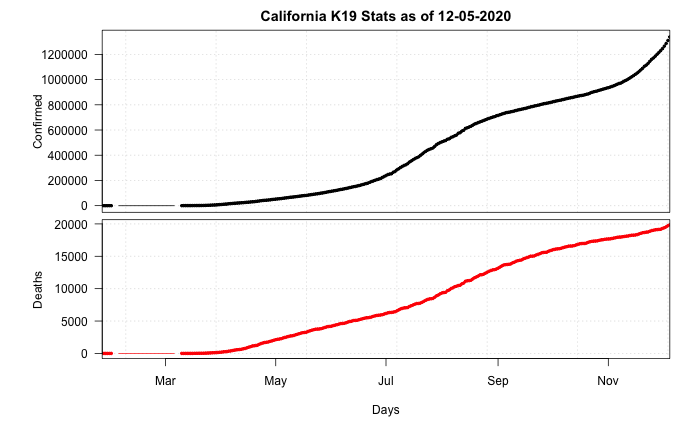 California K19 Stats as of 12-05-2020
Confirmed
1200000
1000000
800000
600000
400000
200000
0
Deaths
20000
15000
10000
5000
0
Mar May Jul Sep Nov
Days